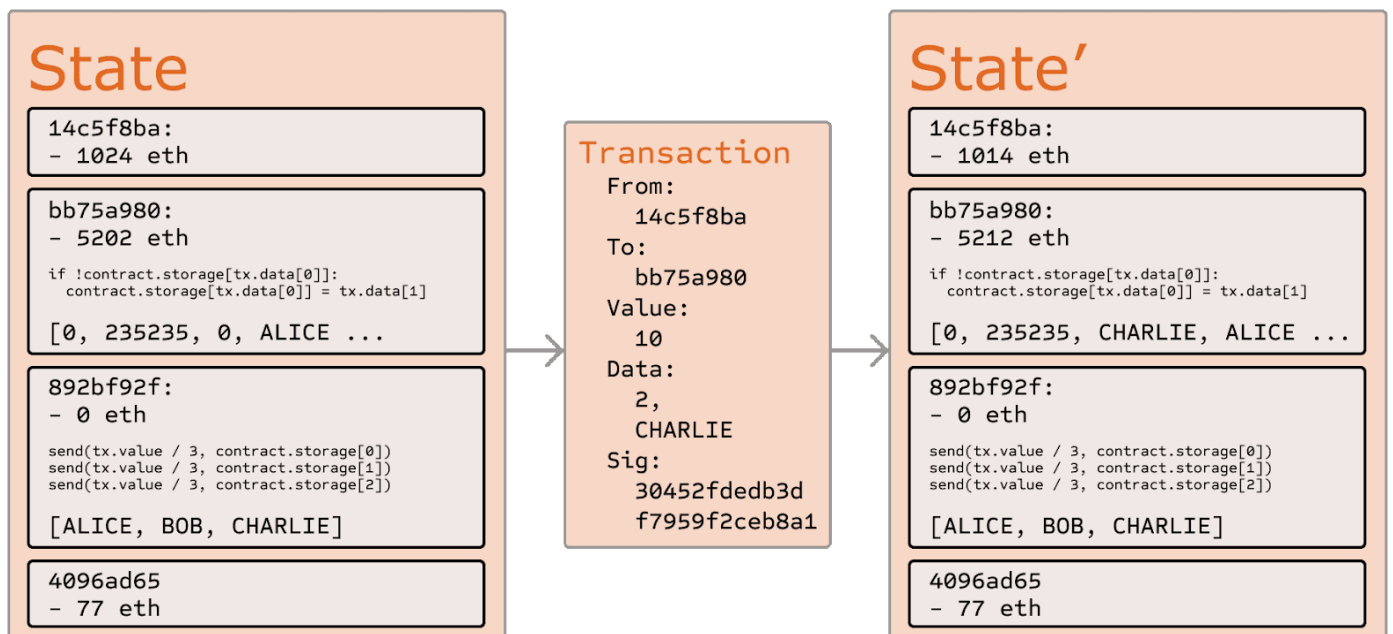 State
14c5f8ba:
- 1024 eth
bb75a980:
- 5202 eth
if !contract.storage[tx.data[0]]:
contract.storage[tx.data[0]] = tx.data[1]
[0, 235235, 0, ALICE ...
892bf92f:
- 0 eth
send(tx.value / 3, contract.storage[0])
send(tx.value / 3, contract.storage[1])
send(tx.value / 3, contract.storage[2])
[ALICE, BOB, CHARLIE]
4096ad65
- 77 eth
Transaction
From:
14c5f8ba
To:
bb75a980
Value:
10
Data:
2,
CHARLIE
Sig:
30452fdedb3d
f7959f2ceb8a1
State’
14c5f8ba:
- 1014 eth
bb75a980:
- 5212 eth
if !contract.storage[tx.data[0]]:
contract.storage[tx.data[0]] = tx.data[1]
[0, 235235, CHARLIE, ALICE ...
892bf92f:
- 0 eth
send(tx.value / 3, contract.storage[0])
send(tx.value / 3, contract.storage[1])
send(tx.value / 3, contract.storage[2])
[ALICE, BOB, CHARLIE]
4096ad65
- 77 eth